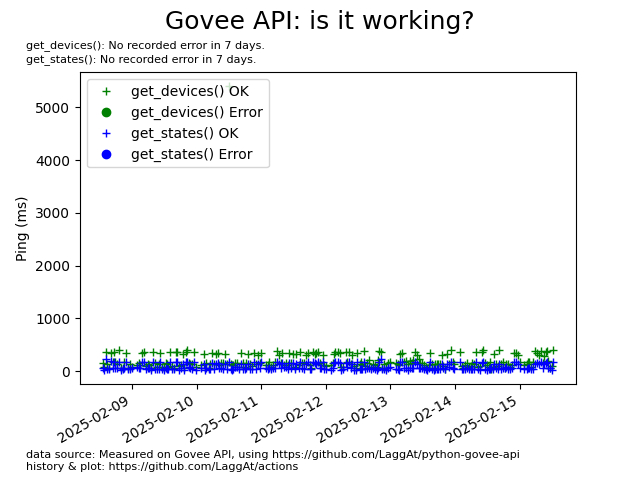 Govee API: is it working?
get_devices(): No recorded error in 7 days.
get_states(): No recorded error in 7 days.
get_devices() OK
get_devices() Error
get_states() OK
get_states() Error
Ping (ms)
5000
4000
3000
2000
1000
0
2025-02-09
2025-02-10
2025-02-11
2025-02-12
2025-02-13
2025-02-14
2025-02-15
data source: Measured on Govee API, using https://github.com/LaggAt/python-govee-api
history & plot: https://github.com/LaggAt/actions